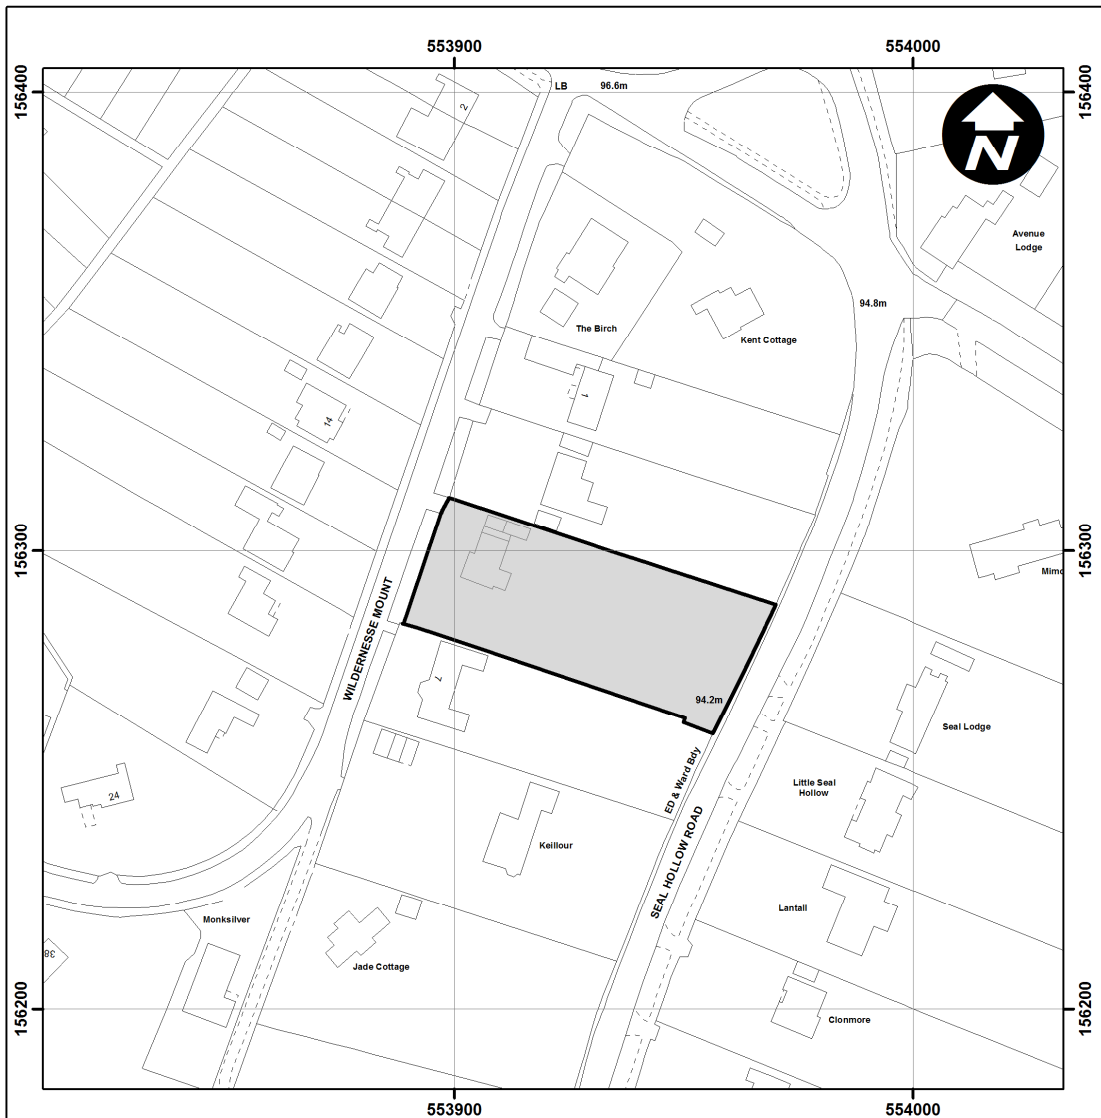 553900
554000
156400
156400
LB
96.6m
2
N
Avenue
Lodge
94.8m
The Birch
Kent Cottage
1
14
156300
156300
Mimo
WILDERNESSE MOUNT
7
94.2m
Seal Lodge
ED & Ward Bdy
Little Seal
Hollow
24
SEAL HOLLOW ROAD
Keillour
Lantall
Monksilver
38
Jade Cottage
156200
156200
Clonmore
553900
554000